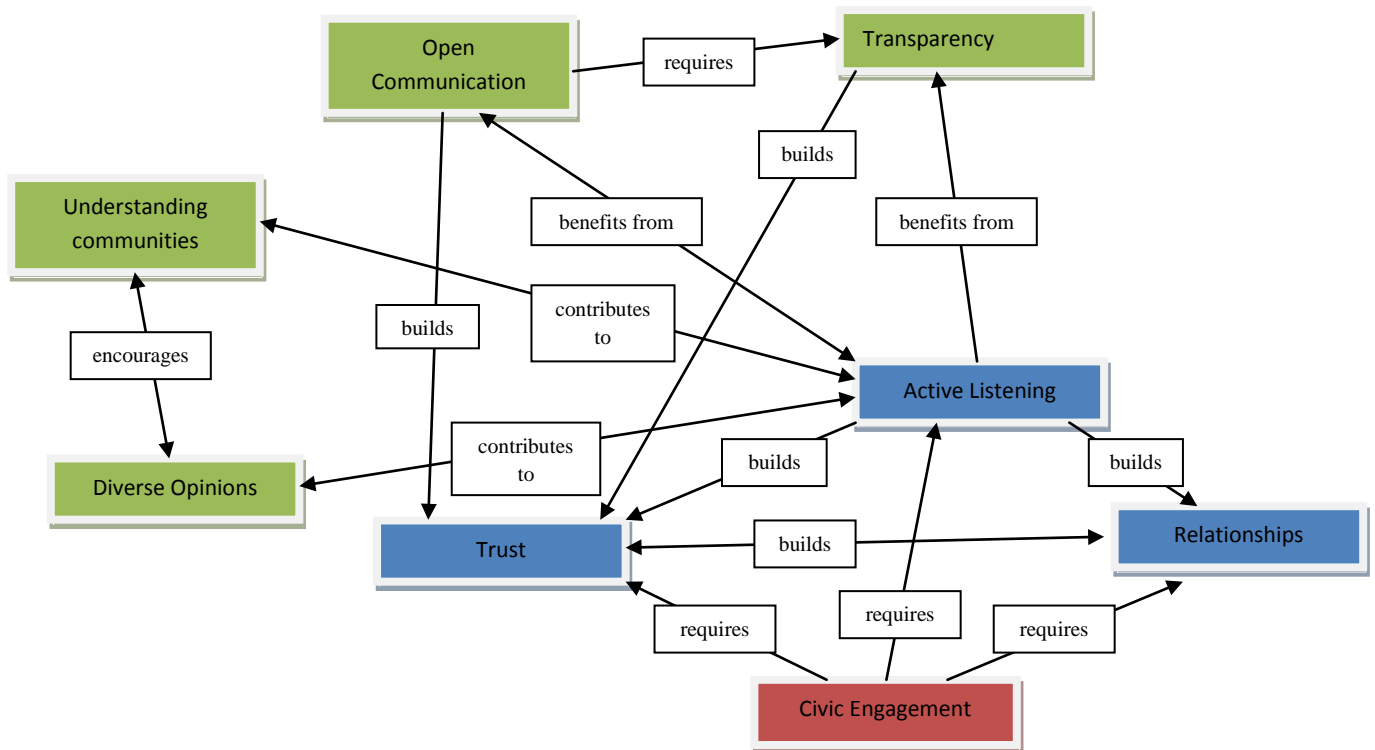 Open
Communication
requires
Transparency
builds
Understanding
communities
benefits from
benefits from
contributes
to
builds
encourages
Active Listening
contributes
to
builds
builds
Diverse Opinions
Trust
builds
Relationships
requires
requires
requires
Civic Engagement